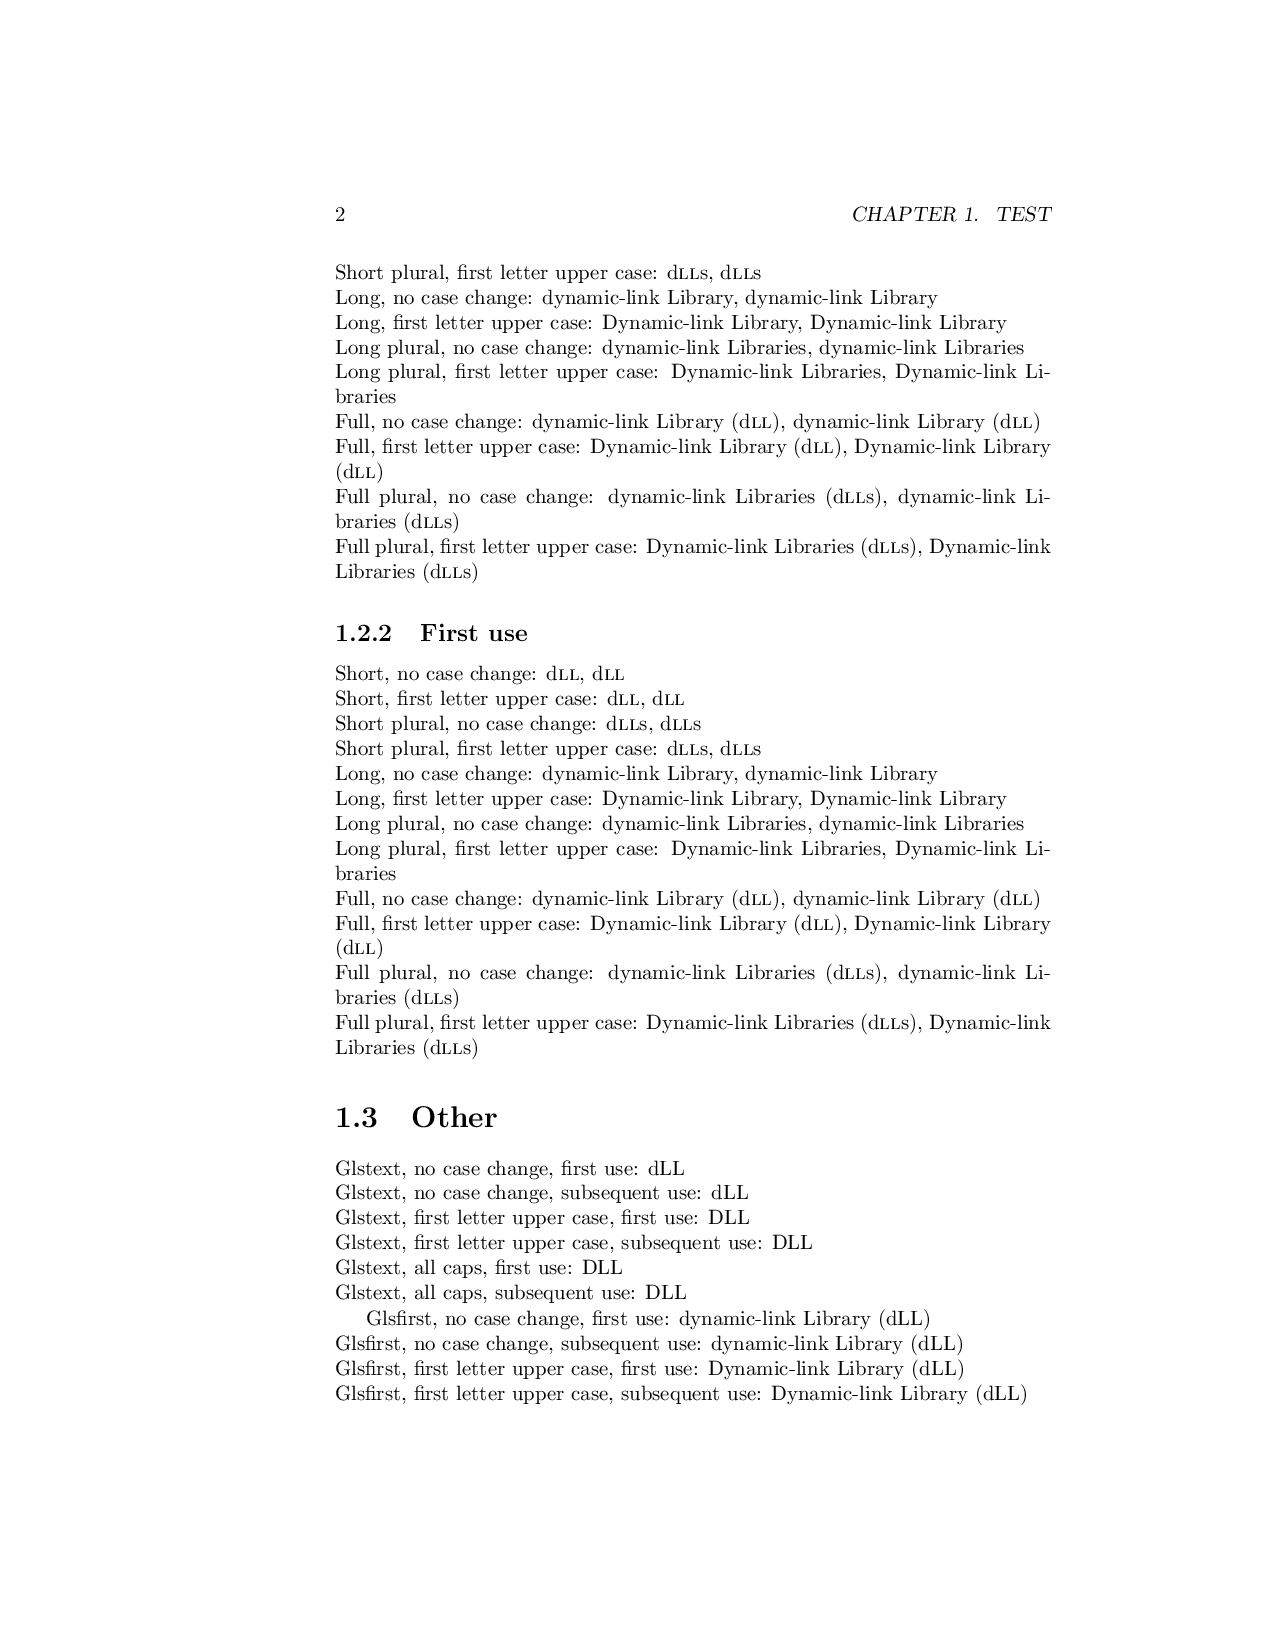 2 CHAPTER 1. TEST
Short plural, first letter upper case: dLLs, dLLs
Long, no case change: dynamic-link Library, dynamic-link Library
Long, first letter upper case: Dynamic-link Library, Dynamic-link Library
Long plural, no case change: dynamic-link Libraries, dynamic-link Libraries
Long plural, first letter upper case: Dynamic-link Libraries, Dynamic-link Li-
braries
Full, no case change: dynamic-link Library (dLL), dynamic-link Library (dLL)
Full, first letter upper case: Dynamic-link Library (dLL), Dynamic-link Library
(dLL)
Full plural, no case change: dynamic-link Libraries (dLLs), dynamic-link Li-
braries (dLLs)
Full plural, first letter upper case: Dynamic-link Libraries (dLLs), Dynamic-link
Libraries (dLLs)
1.2.2 First use
Short, no case change: dLL, dLL
Short, first letter upper case: dLL, dLL
Short plural, no case change: dLLs, dLLs
Short plural, first letter upper case: dLLs, dLLs
Long, no case change: dynamic-link Library, dynamic-link Library
Long, first letter upper case: Dynamic-link Library, Dynamic-link Library
Long plural, no case change: dynamic-link Libraries, dynamic-link Libraries
Long plural, first letter upper case: Dynamic-link Libraries, Dynamic-link Li-
braries
Full, no case change: dynamic-link Library (dLL), dynamic-link Library (dLL)
Full, first letter upper case: Dynamic-link Library (dLL), Dynamic-link Library
(dLL)
Full plural, no case change: dynamic-link Libraries (dLLs), dynamic-link Li-
braries (dLLs)
Full plural, first letter upper case: Dynamic-link Libraries (dLLs), Dynamic-link
Libraries (dLLs)
1.3 Other
Glstext, no case change, first use: dLL
Glstext, no case change, subsequent use: dLL
Glstext, first letter upper case, first use: DLL
Glstext, first letter upper case, subsequent use: DLL
Glstext, all caps, first use: DLL
Glstext, all caps, subsequent use: DLL
Glsfirst, no case change, first use: dynamic-link Library (dLL)
Glsfirst, no case change, subsequent use: dynamic-link Library (dLL)
Glsfirst, first letter upper case, first use: Dynamic-link Library (dLL)
Glsfirst, first letter upper case, subsequent use: Dynamic-link Library (dLL)